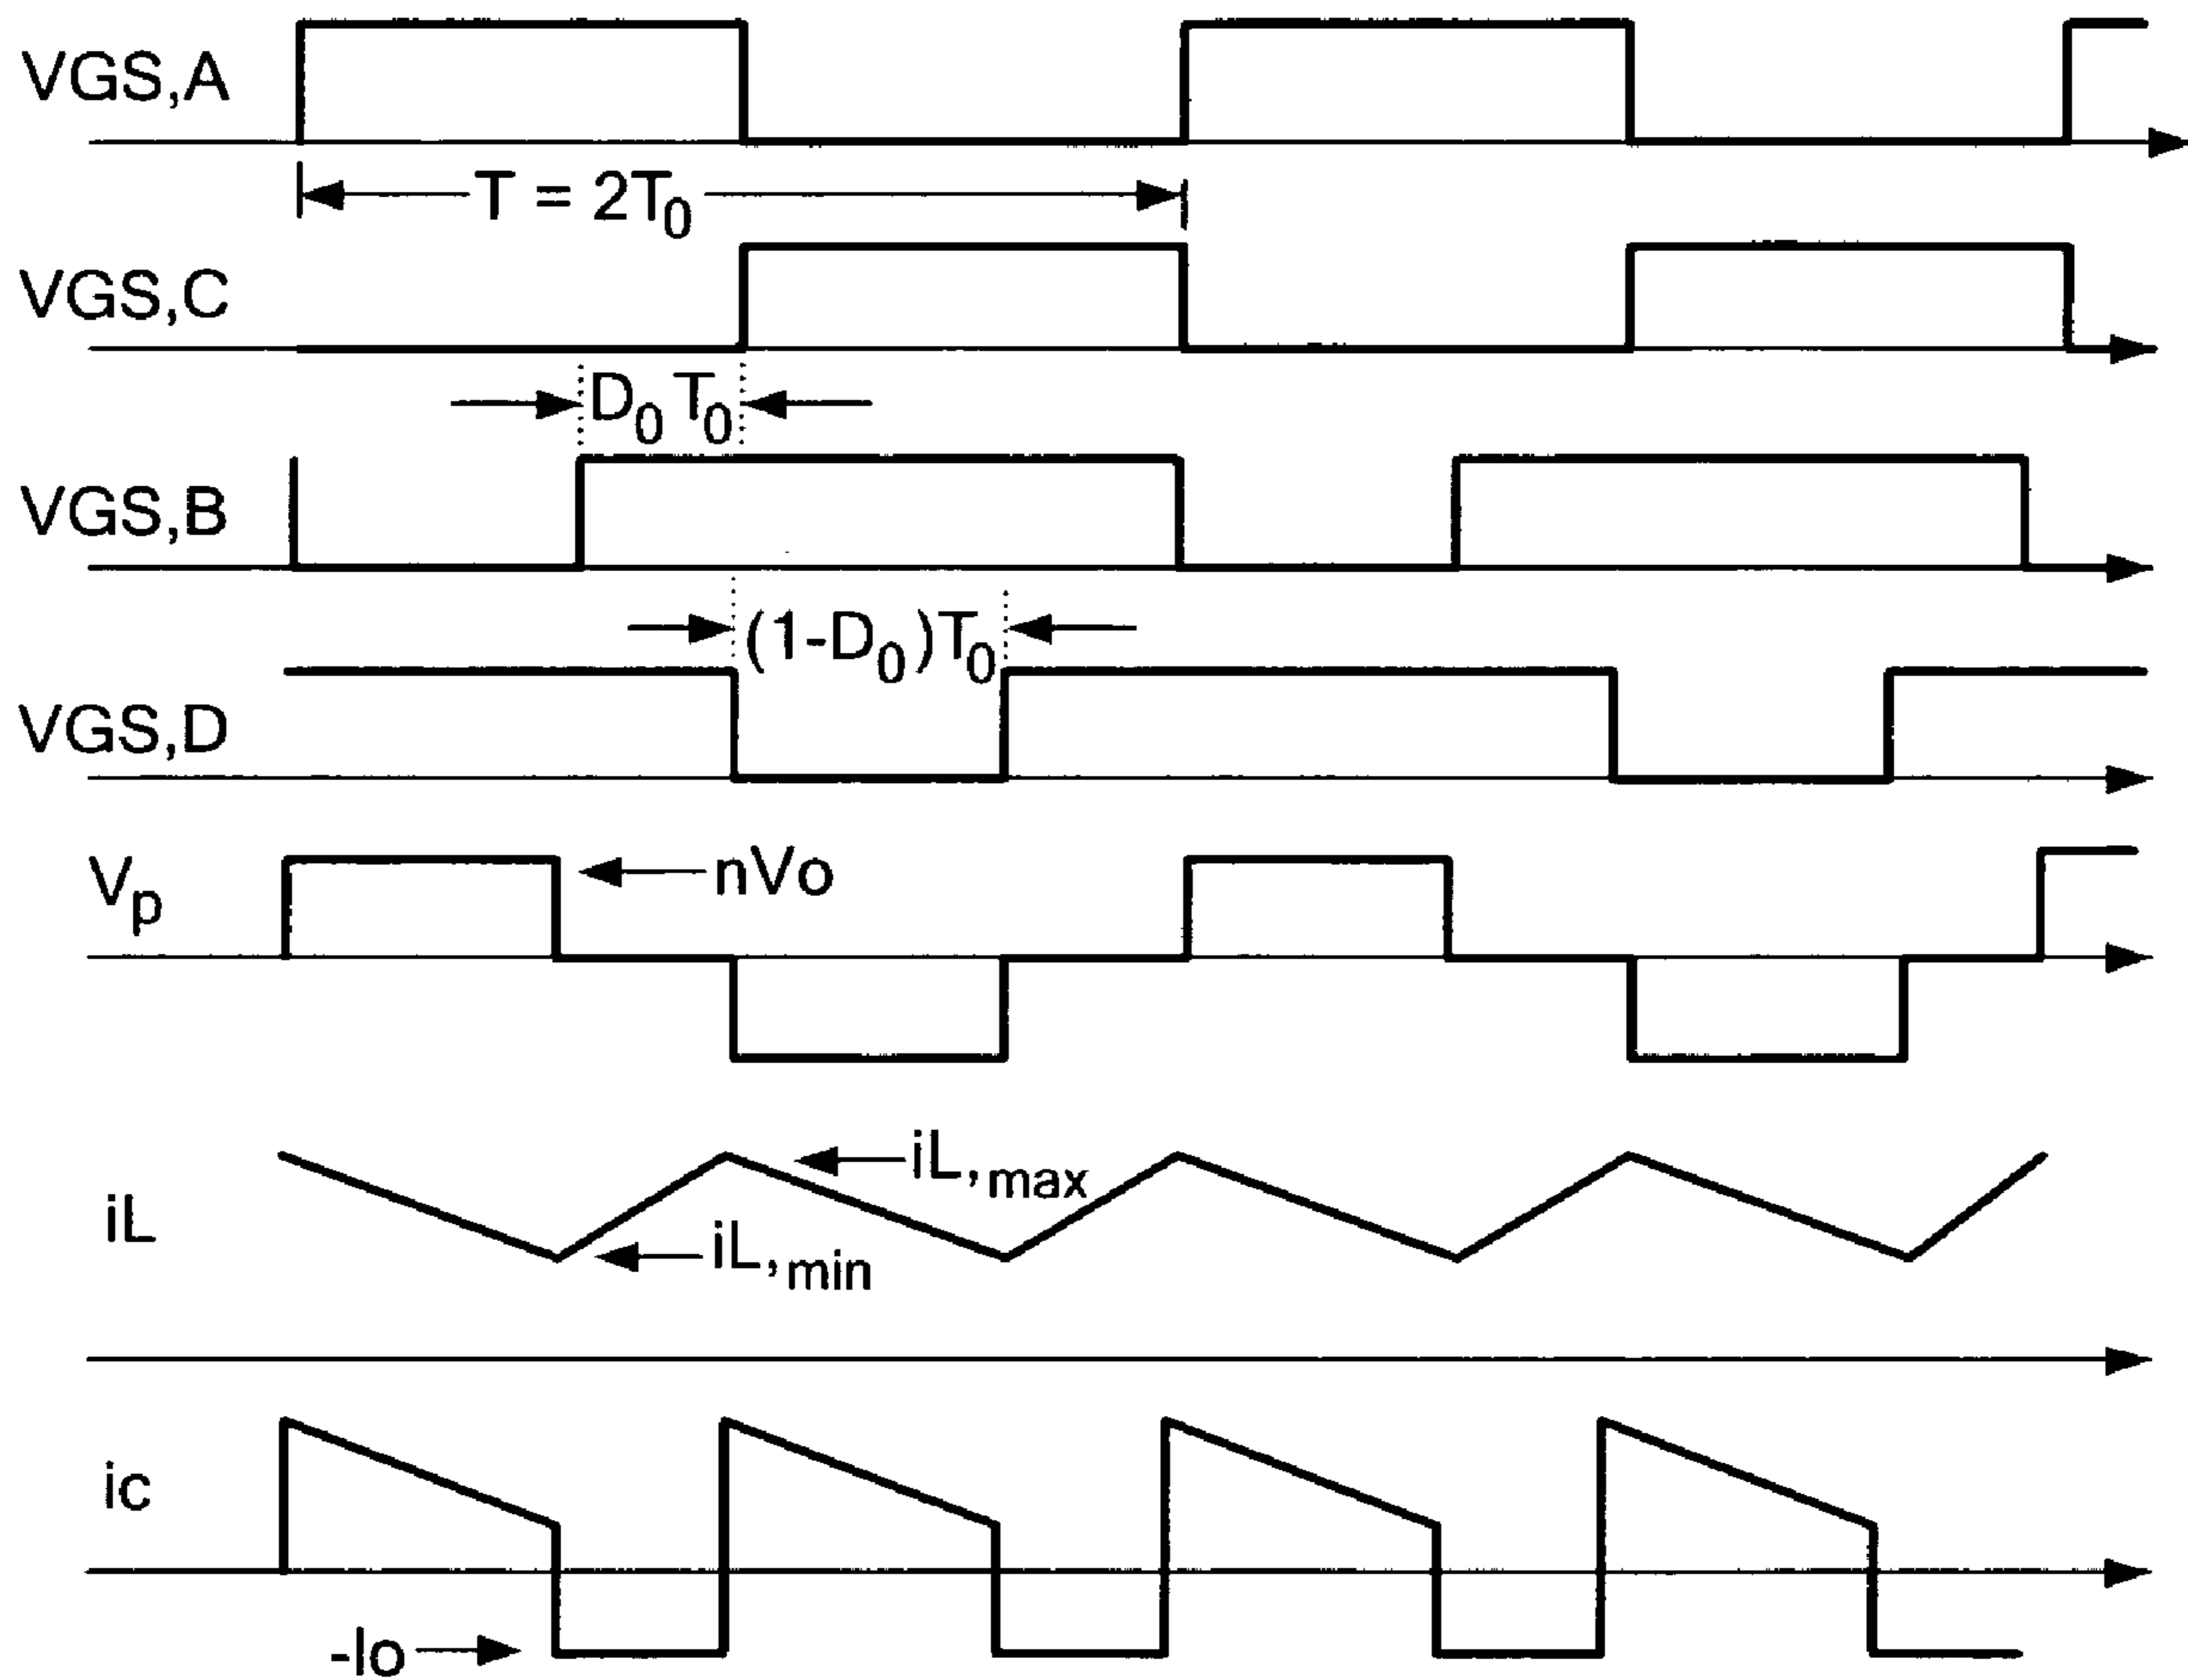 VGS,A
T = 2T₀
VGS,C
D₀ T₀
VGS,B
(1-D₀)T₀
VGS,D
Vₚ
nVo
iL,max
iL
iL,min
ic
-Io